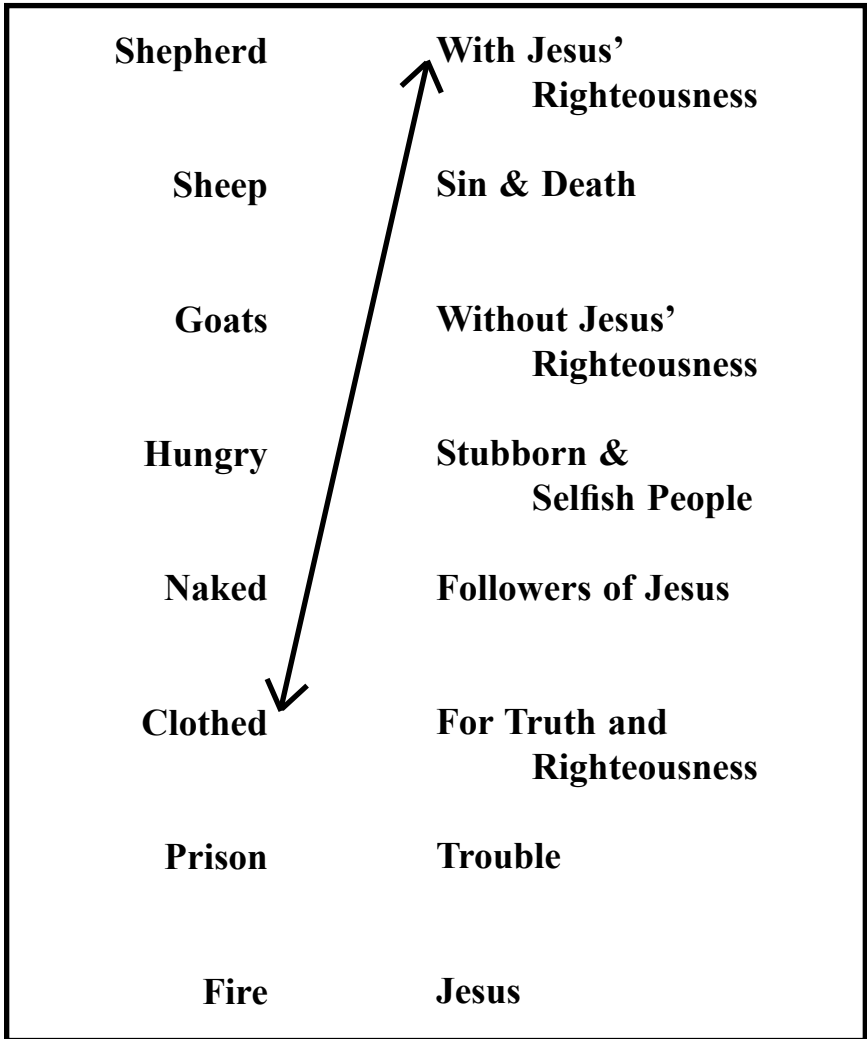 Shepherd With Jesus’
Righteousness
Sheep Sin & Death
Goats Without Jesus’
Righteousness
Hungry Stubborn &
Selfish People
Naked Followers of Jesus
Clothed For Truth and
Righteousness
Prison Trouble
Fire Jesus